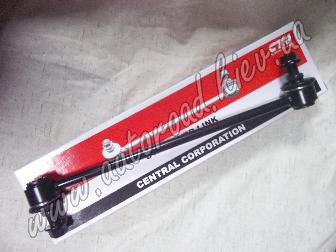 CTR
LINK
CENTRAL CORPORATION
www.autoroad.kiev.ua